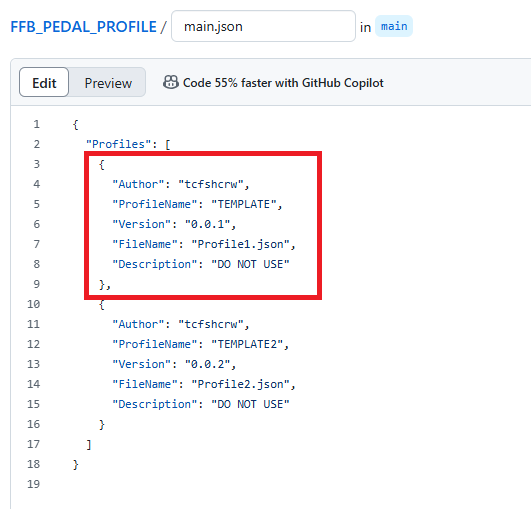 FFB_PEDAL_PROFILE / main.json in main
Edit Preview Code 55% faster with GitHub Copilot
1 {
2 "Profiles": [
3 {
4 "Author": "tcfshcrw",
5 "ProfileName": "TEMPLATE",
6 "Version": "0.0.1",
7 "FileName": "Profile1.json",
8 "Description": "DO NOT USE"
9 },
10 {
11 "Author": "tcfshcrw",
12 "ProfileName": "TEMPLATE2",
13 "Version": "0.0.2",
14 "FileName": "Profile2.json",
15 "Description": "DO NOT USE"
16 }
17 ]
18 }
19